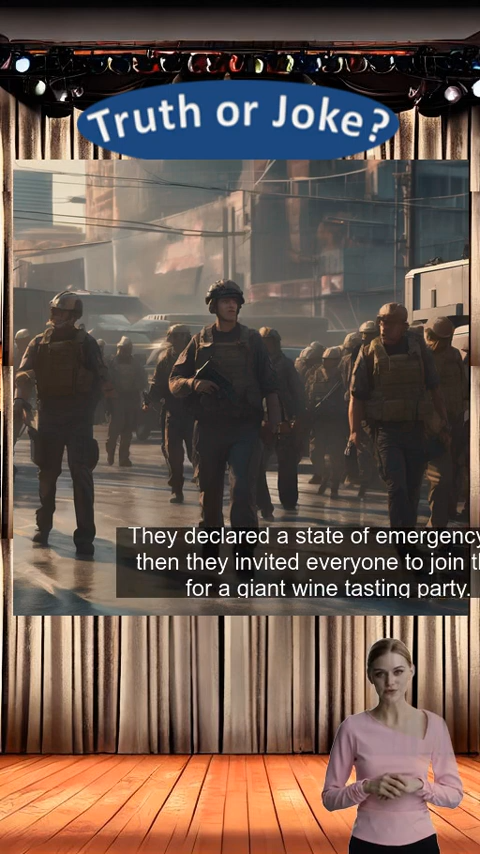 Truth or Joke?
They declared a state of emergency
then they invited everyone to join
for a giant wine tasting party.